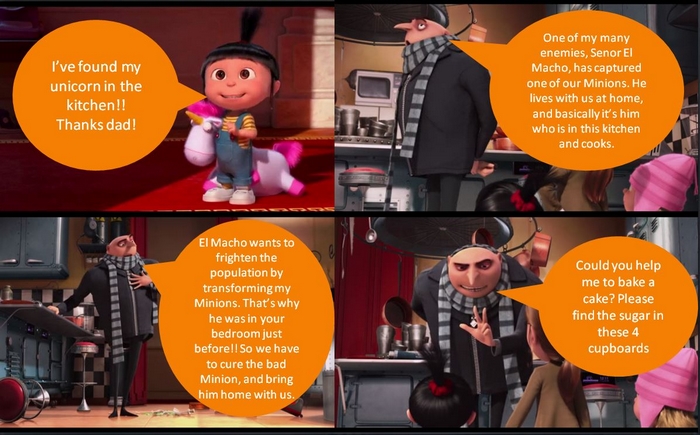 I've found my
unicorn in the
kitchen!!
Thanks dad!
One of my many
enemies, Senor El
Macho, has captured
one of our Minions. He
lives with us at home,
and basically it's him
who is in this kitchen
and cooks.
El Macho wants to
frighten the
population by
transforming my
Minions. That's why
he was in your
bedroom just
before!! So we have
to cure the bad
Minion, and bring
him home with us.
Could you help
me to bake a
cake? Please
find the sugar in
these 4
cupboards